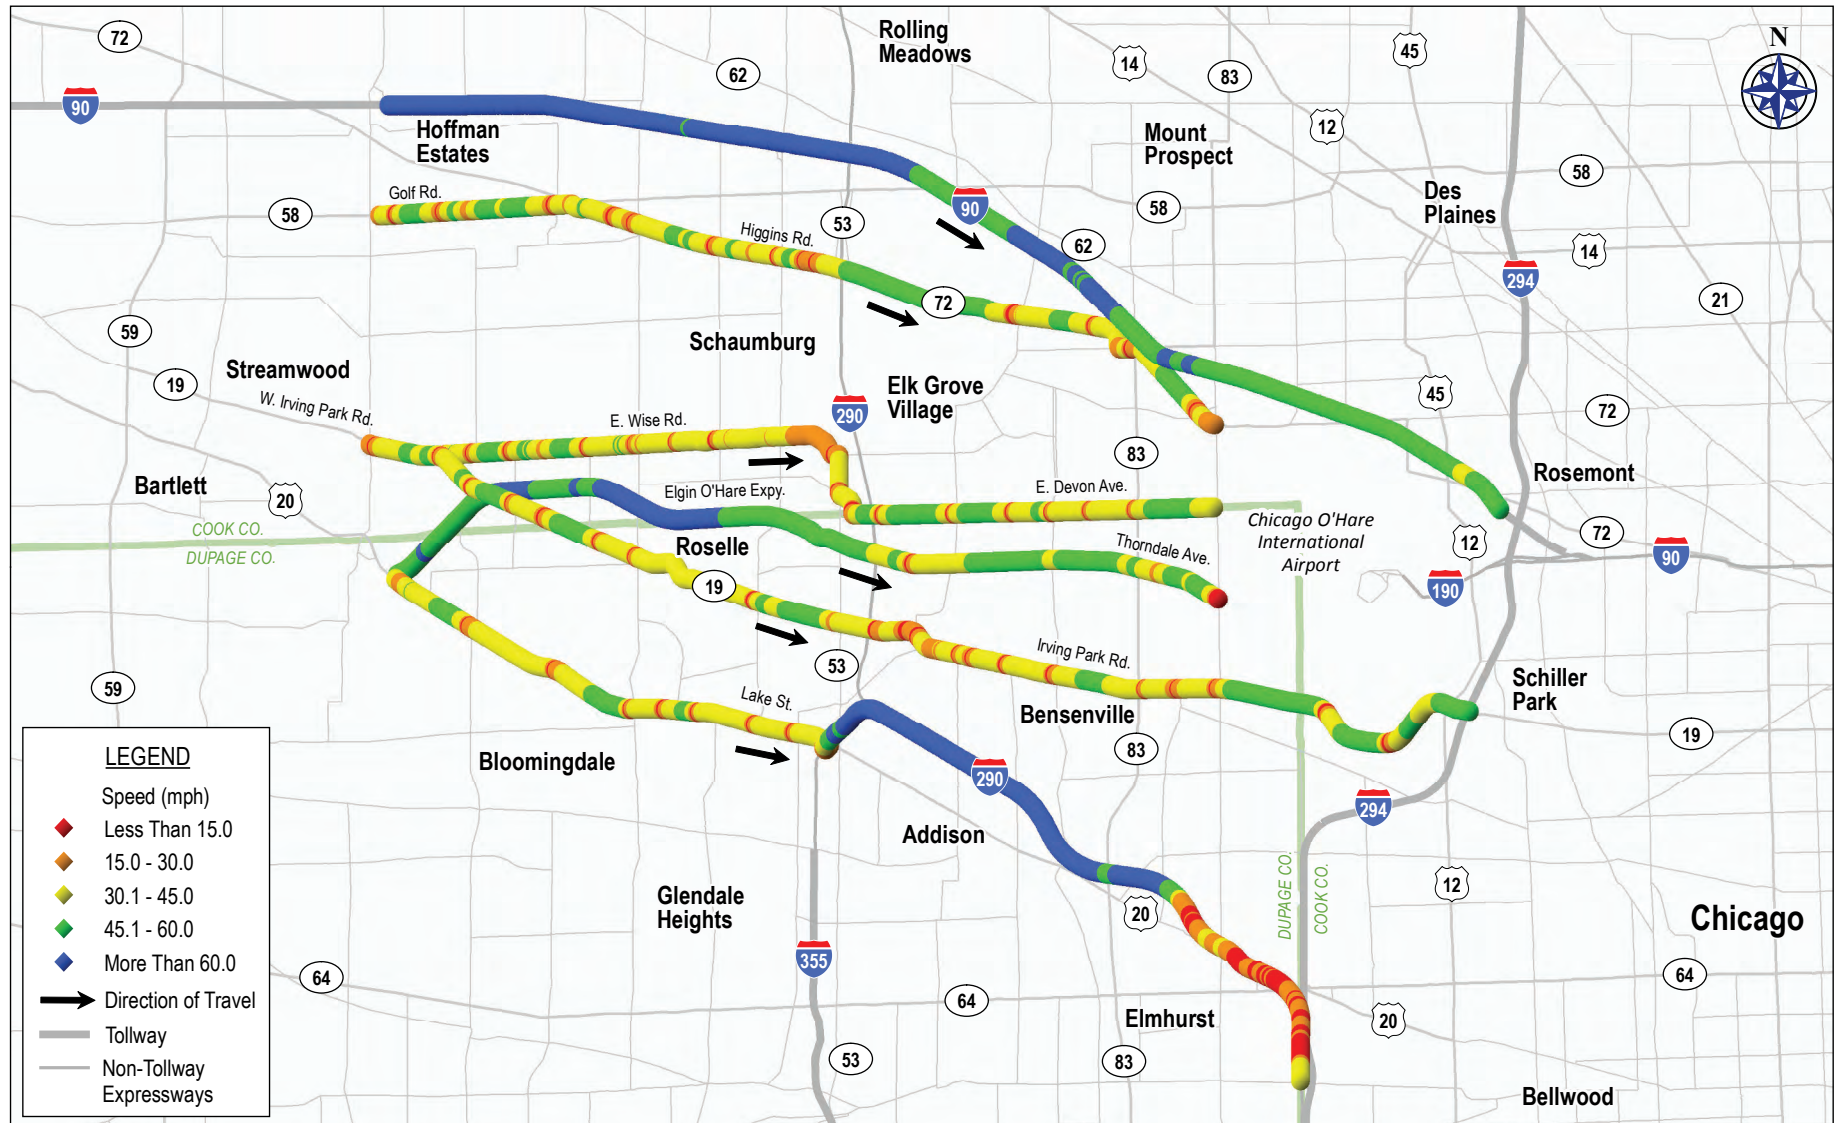 72
Rolling
Meadows
62
14
83
45
N
90
12
Hoffman
Estates
Mount
Prospect
58
Golf Rd.
58
Des
Plaines
90
58
53
Higgins Rd.
62
14
294
72
21
59
Schaumburg
Streamwood
19
W. Irving Park Rd.
Elk Grove
Village
45
72
290
E. Wise Rd.
83
Rosemont
Bartlett
20
Elgin O'Hare Expy.
E. Devon Ave.
COOK CO.
DUPAGE CO.
Roselle
Chicago O'Hare
International
Airport
Thorndale Ave.
12
72
90
19
190
53
Irving Park Rd.
59
Lake St.
Schiller
Park
Bensenville
83
19
Bloomingdale
290
294
Addison
Glendale
Heights
20
DUPAGE CO.
COOK CO.
12
Chicago
355
64
64
64
Elmhurst
20
53
83
Bellwood
LEGEND
Speed (mph)
Less Than 15.0
15.0 - 30.0
30.1 - 45.0
45.1 - 60.0
More Than 60.0
Direction of Travel
Tollway
Non-Tollway
Expressways